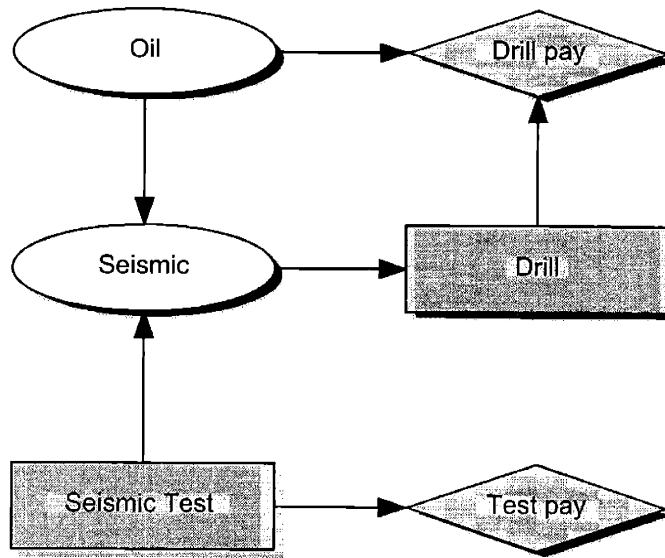 Oil
Drill pay
Seismic
Drill
Seismic Test
Test pay